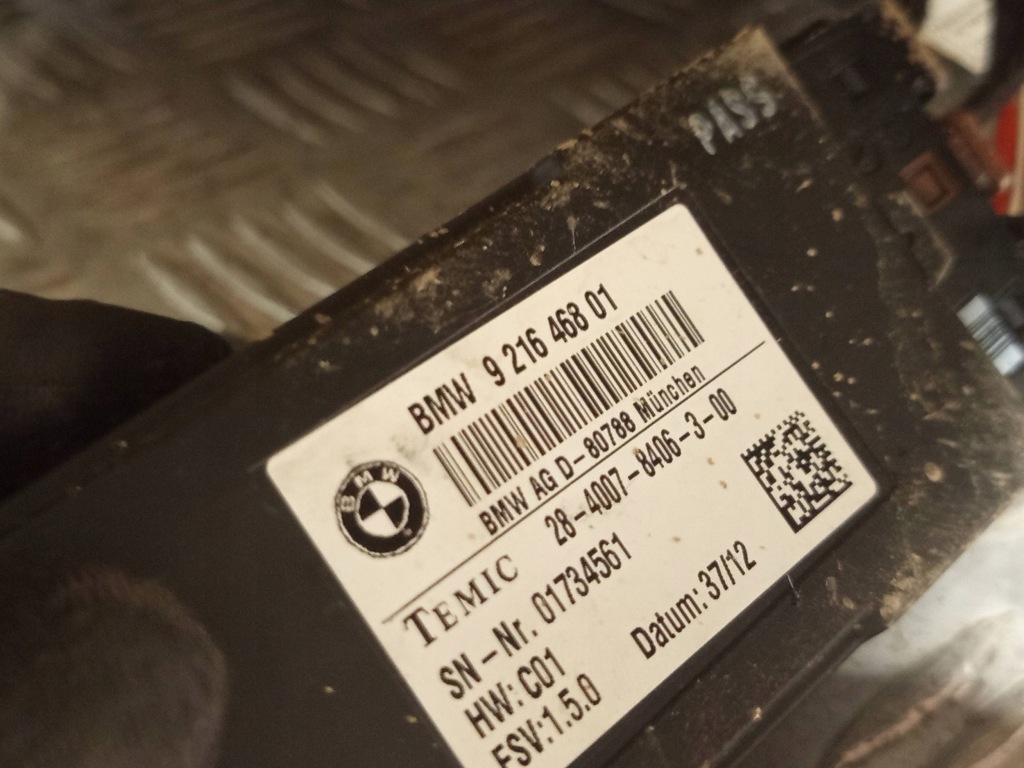 PASS
BMW 9 216 468 01
BMW AG D-80788 München
BMW
TEMIC 28-4007-8406-3-00
SN-Nr. 01734561
HW: C01
Datum: 37/12
FSV:1.5.0